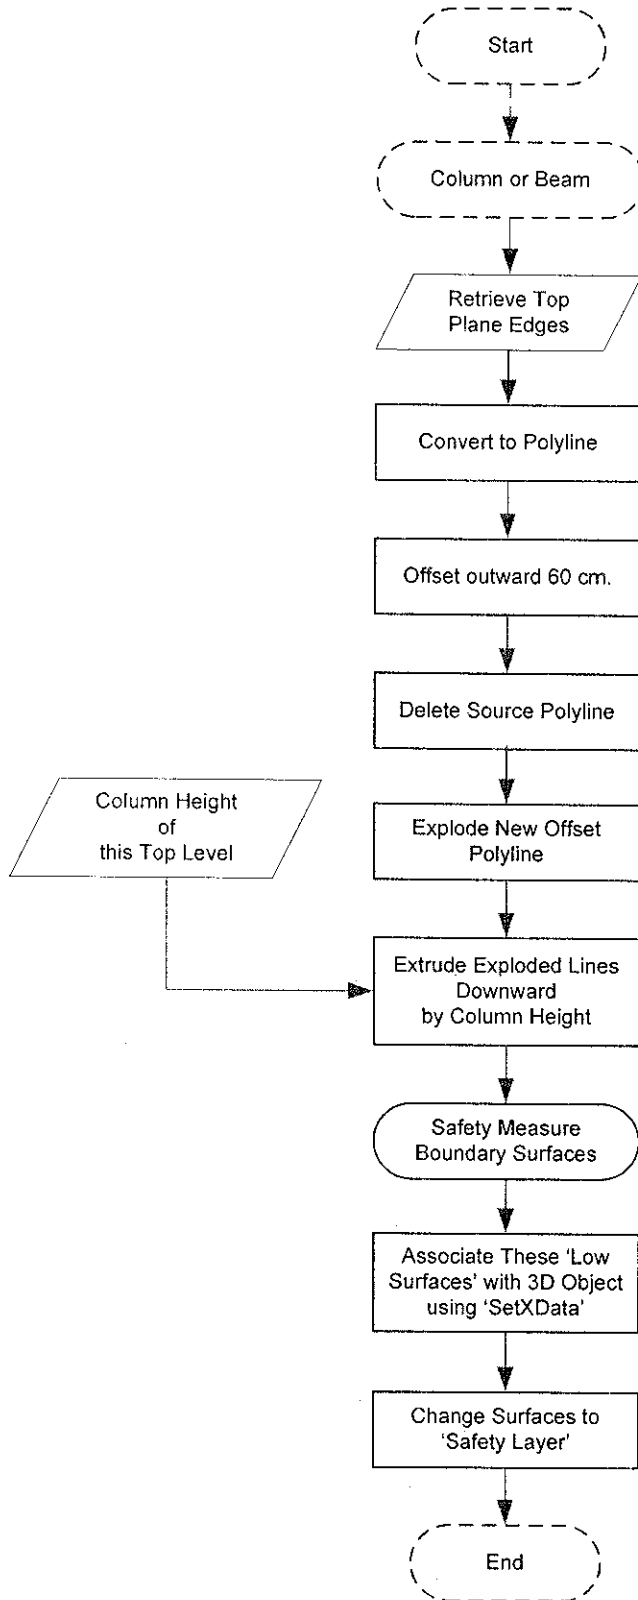 Start
Column or Beam
Retrieve Top
Plane Edges
Convert to Polyline
Offset outward 60 cm.
Delete Source Polyline
Column Height
of
this Top Level
Explode New Offset
Polyline
Extrude Exploded Lines
Downward
by Column Height
Safety Measure
Boundary Surfaces
Associate These ‘Low
Surfaces’ with 3D Object
using ‘SetXData’
Change Surfaces to
‘Safety Layer’
End